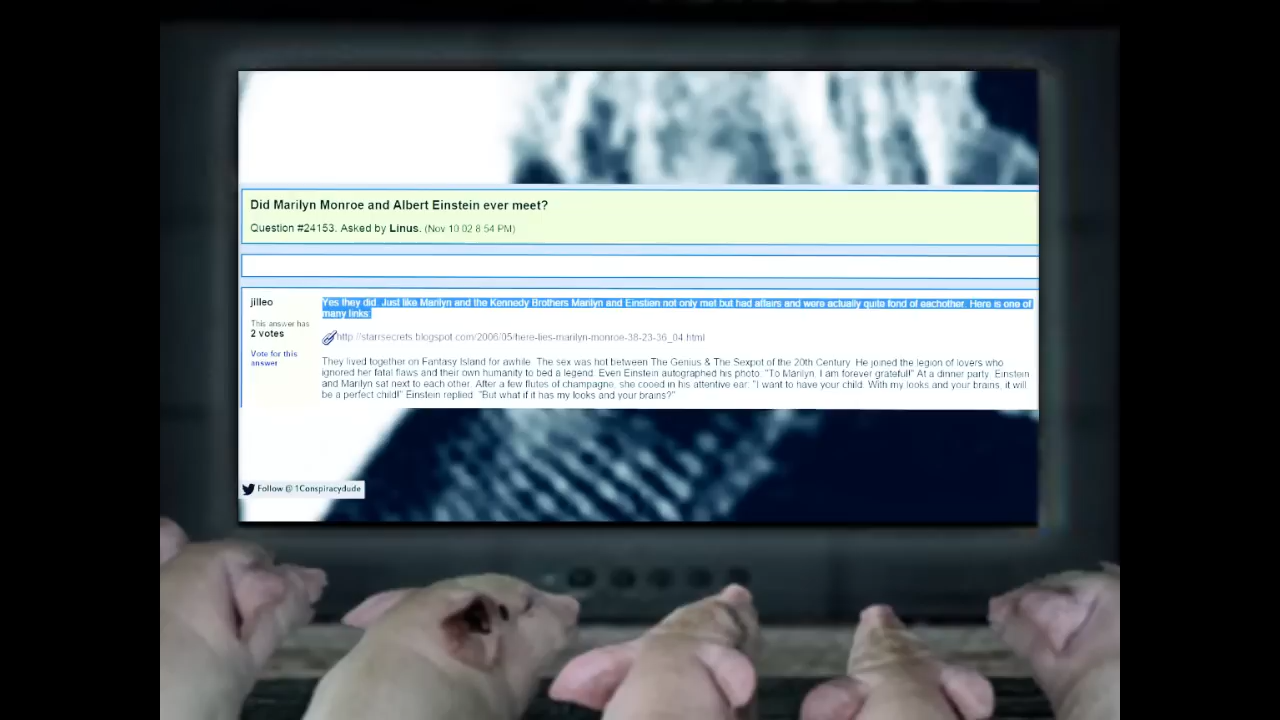 Did Marilyn Monroe and Albert Einstein ever meet?
Question #24153. Asked by Linus. (Nov 10 02 8:54 PM)
jilleo
This answer has
2 votes
Vote for this
answer
Yes they did. Just like Marilyn and the Kennedy Brothers Marilyn and Einstien not only met but had affairs and were actually quite fond of eachother. Here is one of
many links
http://starrsecrets.blogspot.com/2006/05/here-lies-marilyn-monroe-38-23-36_04.html
They lived together on Fantasy Island for awhile. The sex was hot between The Genius & The Sexpot of the 20th Century. He joined the legion of lovers who
ignored her fatal flaws and their own humanity to bed a legend. Even Einstein autographed his photo: "To Marilyn, I am forever grateful!" At a dinner party, Einstein
and Marilyn sat next to each other. After a few flutes of champagne, she cooed in his attentive ear: "I want to have your child. With my looks and your brains, it will
be a perfect child!" Einstein replied: "But what if it has my looks and your brains?"
Follow @1Conspiracydude